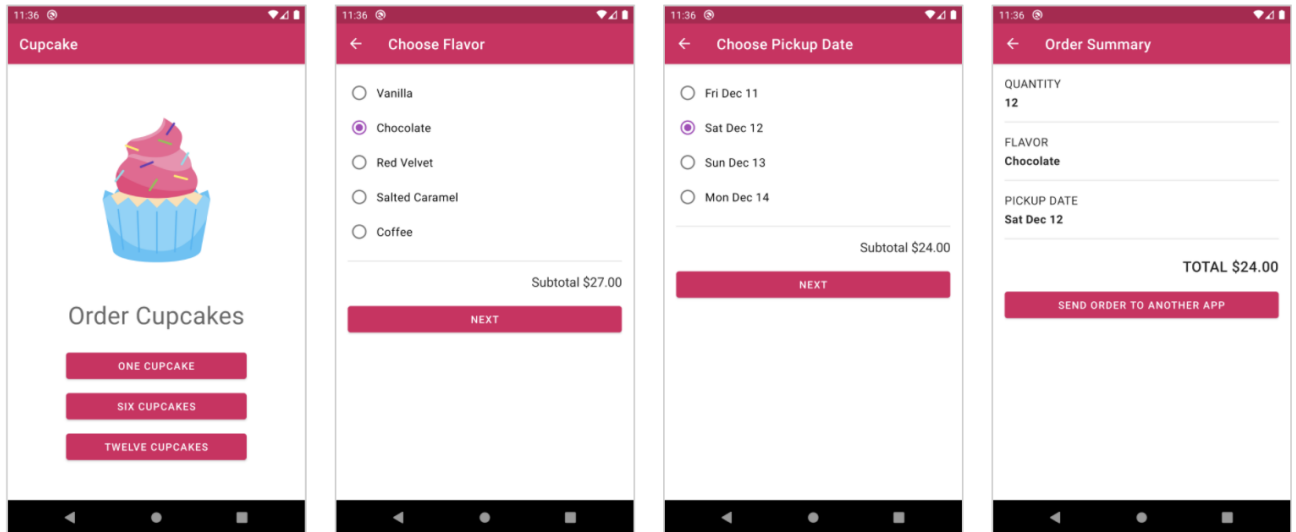 11:36
Cupcake
Order Cupcakes
ONE CUPCAKE
SIX CUPCAKES
TWELVE CUPCAKES
11:36
Choose Flavor
Vanilla
Chocolate
Red Velvet
Salted Caramel
Coffee
Subtotal $27.00
NEXT
11:36
Choose Pickup Date
Fri Dec 11
Sat Dec 12
Sun Dec 13
Mon Dec 14
Subtotal $24.00
NEXT
11:36
Order Summary
QUANTITY
12
FLAVOR
Chocolate
PICKUP DATE
Sat Dec 12
TOTAL $24.00
SEND ORDER TO ANOTHER APP